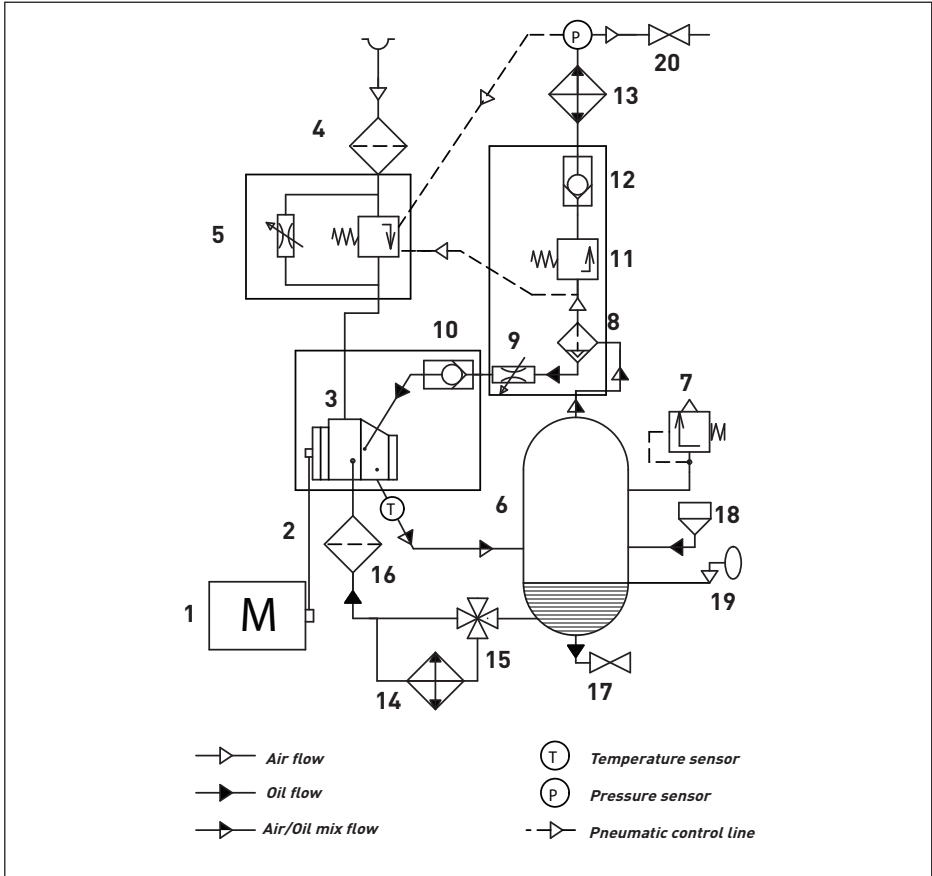 P
20
13
4
12
5
11
8
10
9
7
3
6
18
T
2
16
19
1
M
15
14
17
Air flow
T
Temperature sensor
Oil flow
P
Pressure sensor
Air/Oil mix flow
Pneumatic control line